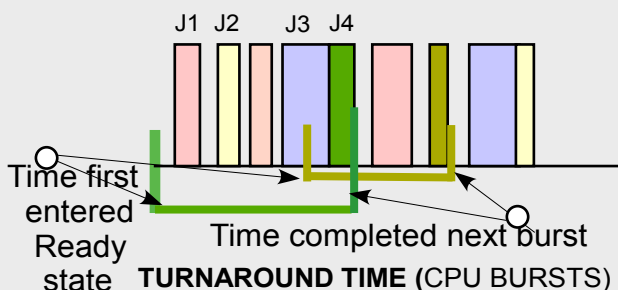 J1 J2 J3 J4
Time first
entered
Ready
state
Time completed next burst
TURNAROUND TIME (CPU BURSTS)